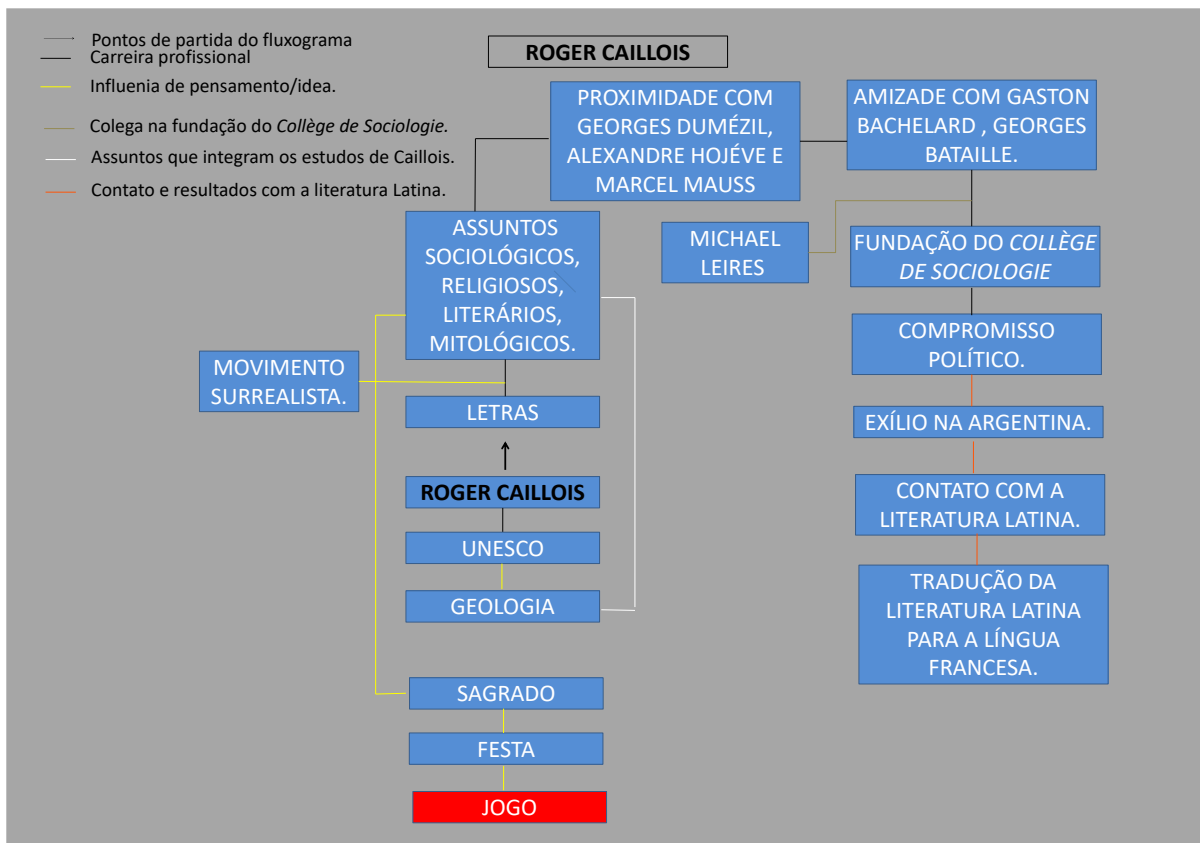 Pontos de partida do fluxograma
Carreira profissional
Influenia de pensamento/idea.
Colega na fundação do Collège de Sociologie.
Assuntos que integram os estudos de Caillois.
Contato e resultados com a literatura Latina.
ROGER CAILLOIS
PROXIMIDADE COM
GEORGES DUMÉZIL,
ALEXANDRE HOJÉVE E
MARCEL MAUSS
AMIZADE COM GASTON
BACHELARD , GEORGES
BATAILLE.
ASSUNTOS
SOCIOLÓGICOS,
RELIGIOSOS,
LITERÁRIOS,
MITOLÓGICOS.
MICHAEL
LEIRES
FUNDAÇÃO DO COLLÈGE
DE SOCIOLOGIE
COMPROMISSO
POLÍTICO.
MOVIMENTO
SURREALISTA.
LETRAS
EXÍLIO NA ARGENTINA.
ROGER CAILLOIS
CONTATO COM A
LITERATURA LATINA.
UNESCO
GEOLOGIA
TRADUÇÃO DA
LITERATURA LATINA
PARA A LÍNGUA
FRANCESA.
SAGRADO
FESTA
JOGO